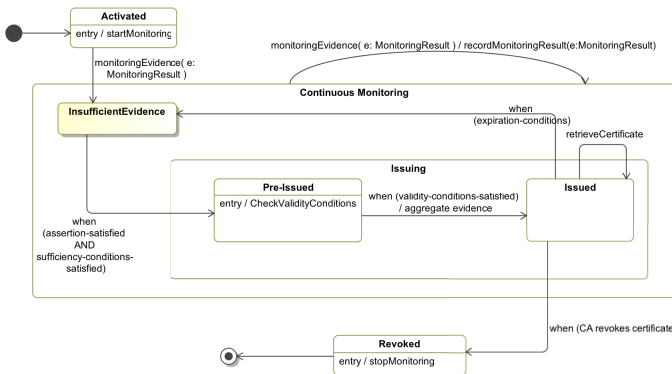 Activated
entry / startMonitoring
monitoringEvidence( e:
MonitoringResult )
monitoringEvidence( e: MonitoringResult ) / recordMonitoringResult(e:MonitoringResult)
Continuous Monitoring
InsufficientEvidence
when
(expiration-conditions)
retrieveCertificate
Issuing
Pre-Issued
entry / CheckValidityConditions
when (validity-conditions-satisfied)
/ aggregate evidence
Issued
when
(assertion-satisfied
AND
sufficiency-conditions-
satisfied)
when (CA revokes certificate
Revoked
entry / stopMonitoring